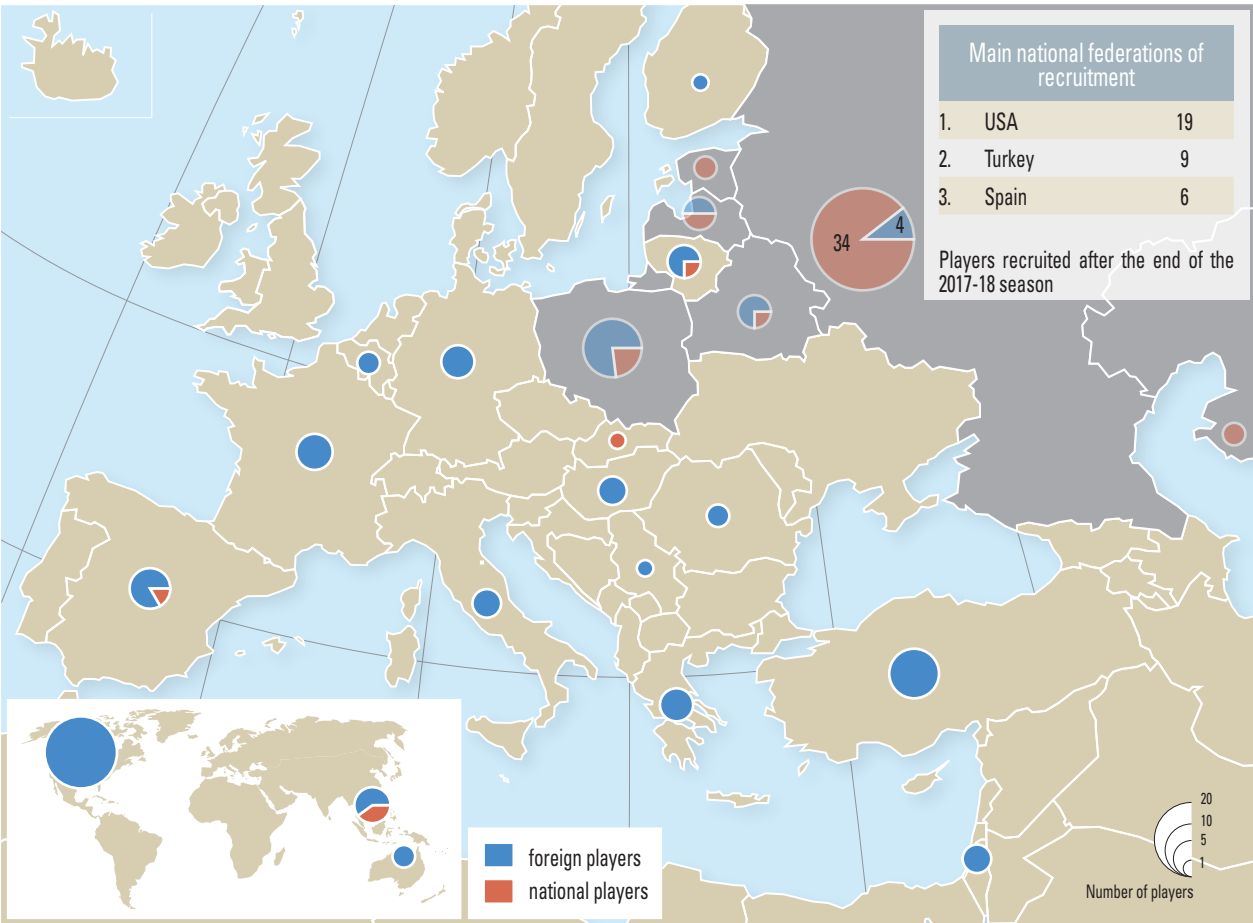 Main national federations of
recruitment
1. USA 19
2. Turkey 9
3. Spain 6
Players recruited after the end of the
2017-18 season
34
4
foreign players
national players
20
10
5
1
Number of players